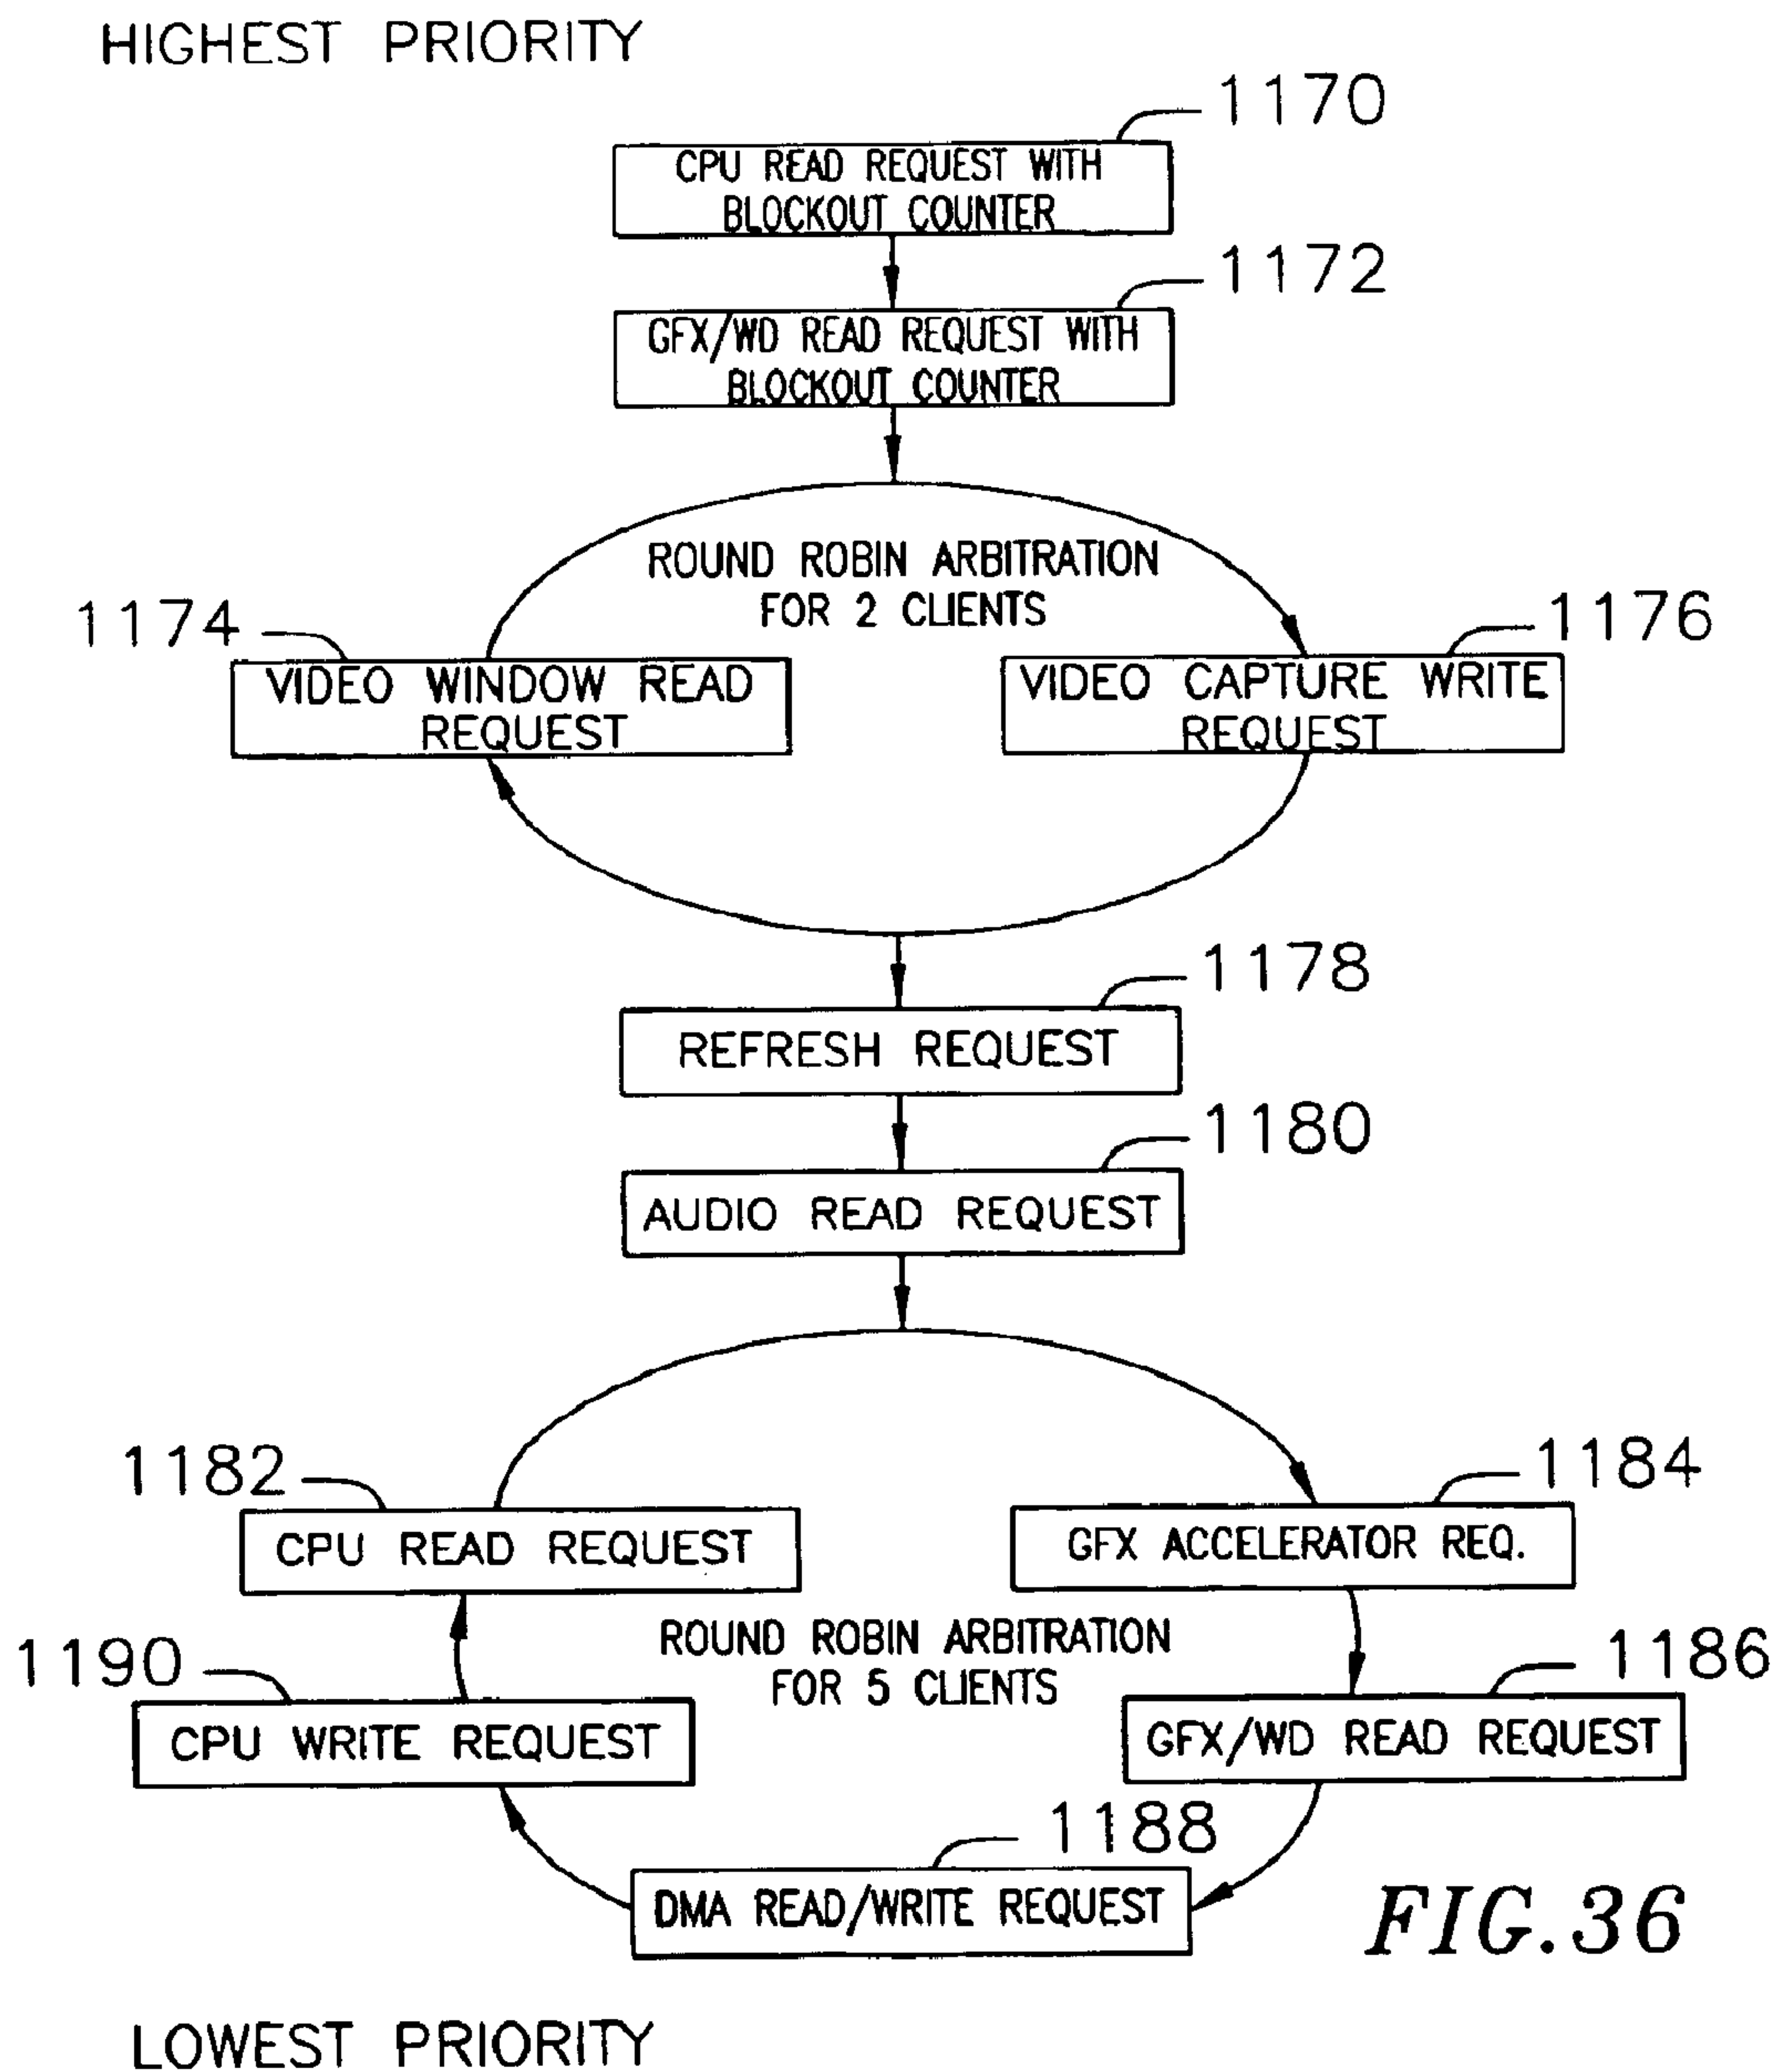 HIGHEST PRIORITY
1170
CPU READ REQUEST WITH
BLOCKOUT COUNTER
1172
GFX/WD READ REQUEST WITH
BLOCKOUT COUNTER
ROUND ROBIN ARBITRATION
FOR 2 CLIENTS
1174
1176
VIDEO WINDOW READ
REQUEST
VIDEO CAPTURE WRITE
REQUEST
1178
REFRESH REQUEST
1180
AUDIO READ REQUEST
1182
1184
CPU READ REQUEST
GFX ACCELERATOR REQ.
ROUND ROBIN ARBITRATION
FOR 5 CLIENTS
1190
1186
CPU WRITE REQUEST
GFX/WD READ REQUEST
1188
DMA READ/WRITE REQUEST
FIG.36
LOWEST PRIORITY